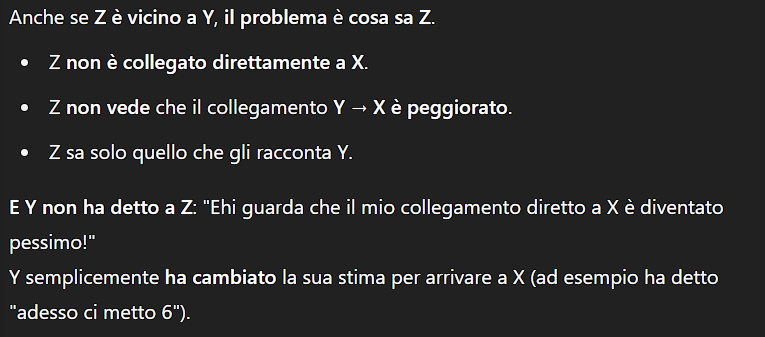 Anche se Z è vicino a Y, il problema è cosa sa Z.
Z non è collegato direttamente a X.
Z non vede che il collegamento Y → X è peggiorato.
Z sa solo quello che gli racconta Y.
E Y non ha detto a Z: "Ehi guarda che il mio collegamento diretto a X è diventato
pessimo!"
Y semplicemente ha cambiato la sua stima per arrivare a X (ad esempio ha detto
"adesso ci metto 6").